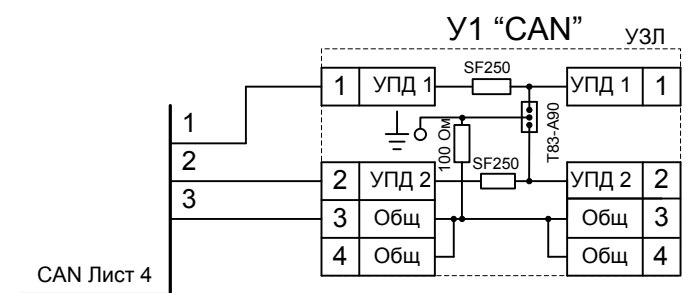 У1 “CAN”
УЗЛ
SF250
1 УПД 1
УПД 1 1
1
100 Ом
T83-A90
2
SF250
2 УПД 2
УПД 2 2
3
3 Общ
Общ 3
4 Общ
Общ 4
CAN Лист 4